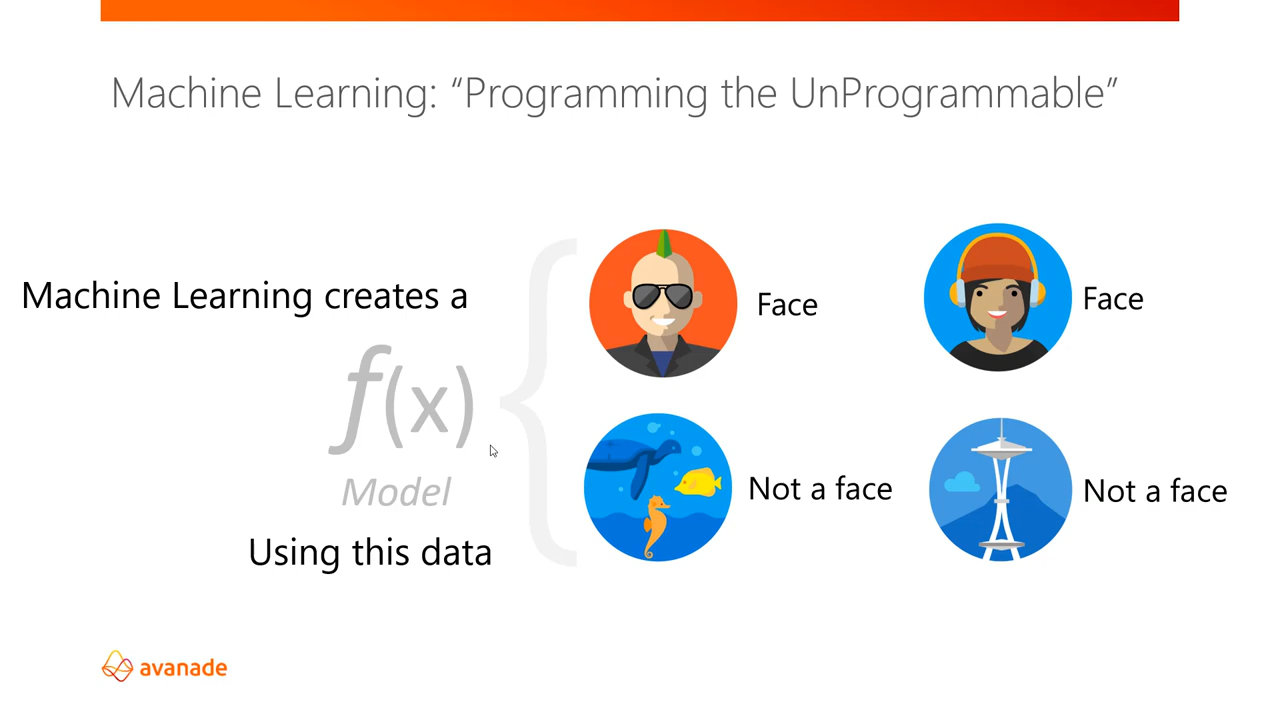 Machine Learning: “Programming the UnProgrammable”
Machine Learning creates a
f(x)
Model
Using this data
Face
Face
Not a face
Not a face
avanade